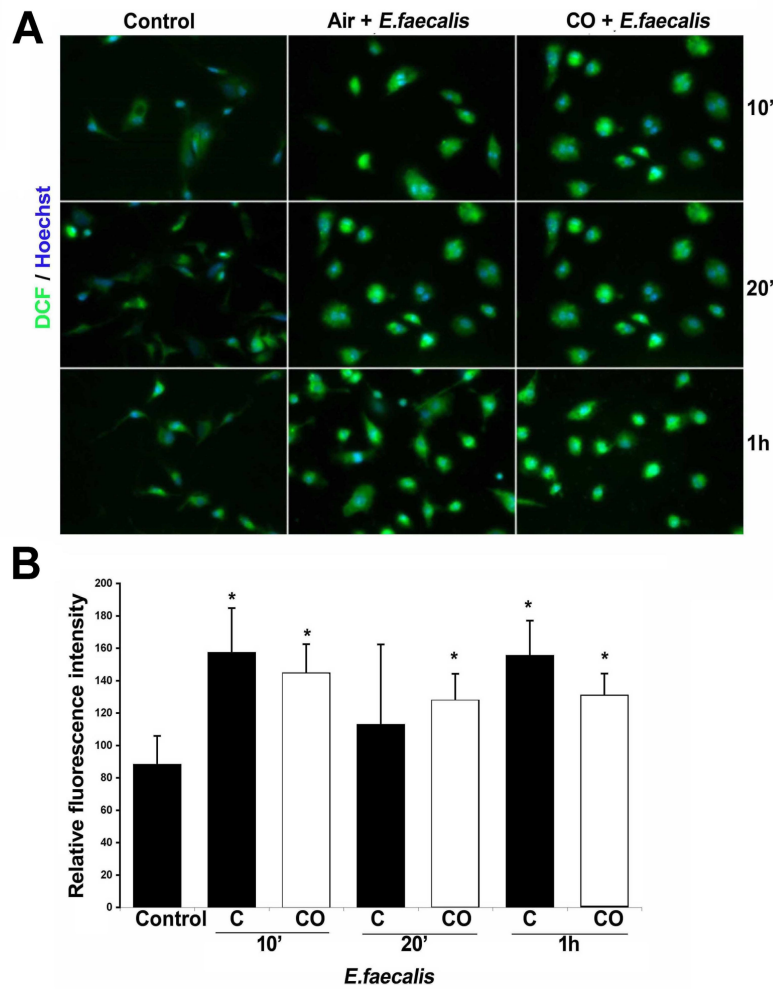 A
Control Air + E.faecalis CO + E.faecalis
DCF / Hoechst
10’
20’
1h
B
Relative fluorescence intensity
200
180
160
140
120
100
80
60
40
20
0
* * * * *
Control C CO C CO C CO
10’ 20’ 1h
E.faecalis